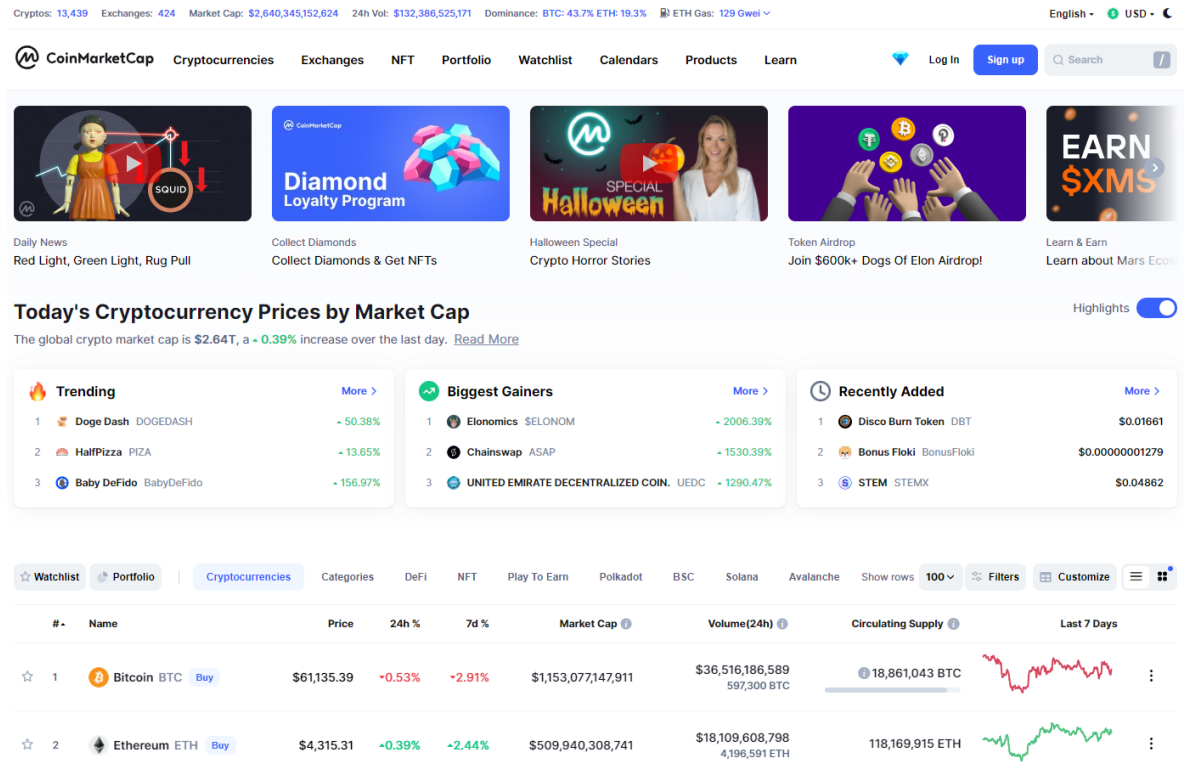 Cryptos: 13,439 Exchanges: 424 Market Cap: $2,640,345,152,624 24h Vol: $132,386,525,171 Dominance: BTC: 43.7% ETH: 19.3% ETH Gas: 129 Gwei English USD
CoinMarketCap Cryptocurrencies Exchanges NFT Portfolio Watchlist Calendars Products Learn Log In Sign up Search /
SQUID
CoinMarketCap
Diamond
Loyalty Program
SPECIAL
Halloween
EARN
$XMS
Daily News Collect Diamonds Halloween Special Token Airdrop Learn & Earn
Red Light, Green Light, Rug Pull Collect Diamonds & Get NFTs Crypto Horror Stories Join $600k+ Dogs Of Elon Airdrop! Learn about Mars Ecos
Today's Cryptocurrency Prices by Market Cap Highlights
The global crypto market cap is $2.64T, a 0.39% increase over the last day. Read More
Trending More
1 Doge Dash DOGEDASH 50.38%
2 HalfPizza PIZA 13.65%
3 Baby DeFido BabyDeFido 156.97%
Biggest Gainers More
1 Elonomics $ELONOM 2006.39%
2 Chainswap ASAP 1530.39%
3 UNITED EMIRATE DECENTRALIZED COIN. UEDC 1290.47%
Recently Added More
1 Disco Burn Token DBT $0.01661
2 Bonus Floki BonusFloki $0.00000001279
3 STEM STEMX $0.04862
Watchlist Portfolio Cryptocurrencies Categories DeFi NFT Play To Earn Polkadot BSC Solana Avalanche Show rows 100 Filters Customize
# Name Price 24h % 7d % Market Cap Volume(24h) Circulating Supply Last 7 Days
1 Bitcoin BTC Buy $61,135.39 0.53% 2.91% $1,153,077,147,911 $36,516,186,589 18,861,043 BTC
597,300 BTC
2 Ethereum ETH Buy $4,315.31 0.39% 2.44% $509,940,308,741 $18,109,608,798 118,169,915 ETH
4,196,591 ETH